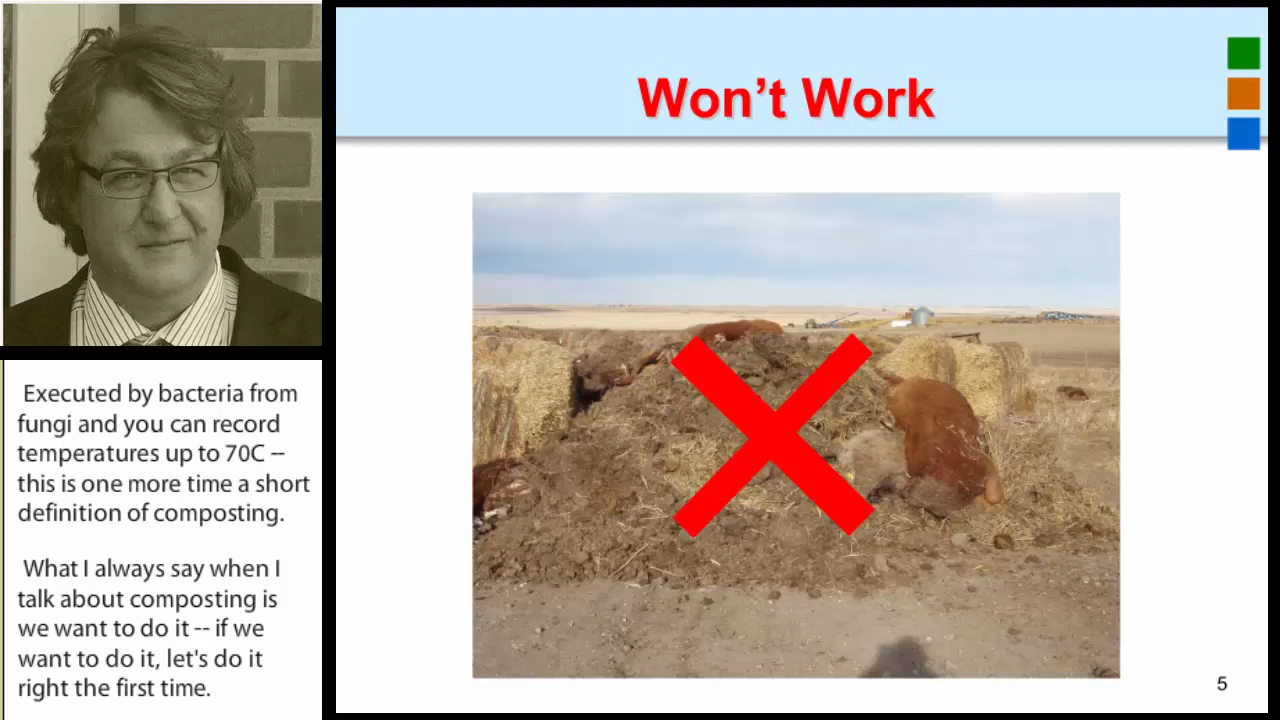 Won't Work
Executed by bacteria from
fungi and you can record
temperatures up to 70C --
this is one more time a short
definition of composting.
What I always say when I
talk about composting is
we want to do it -- if we
want to do it, let's do it
right the first time.
5